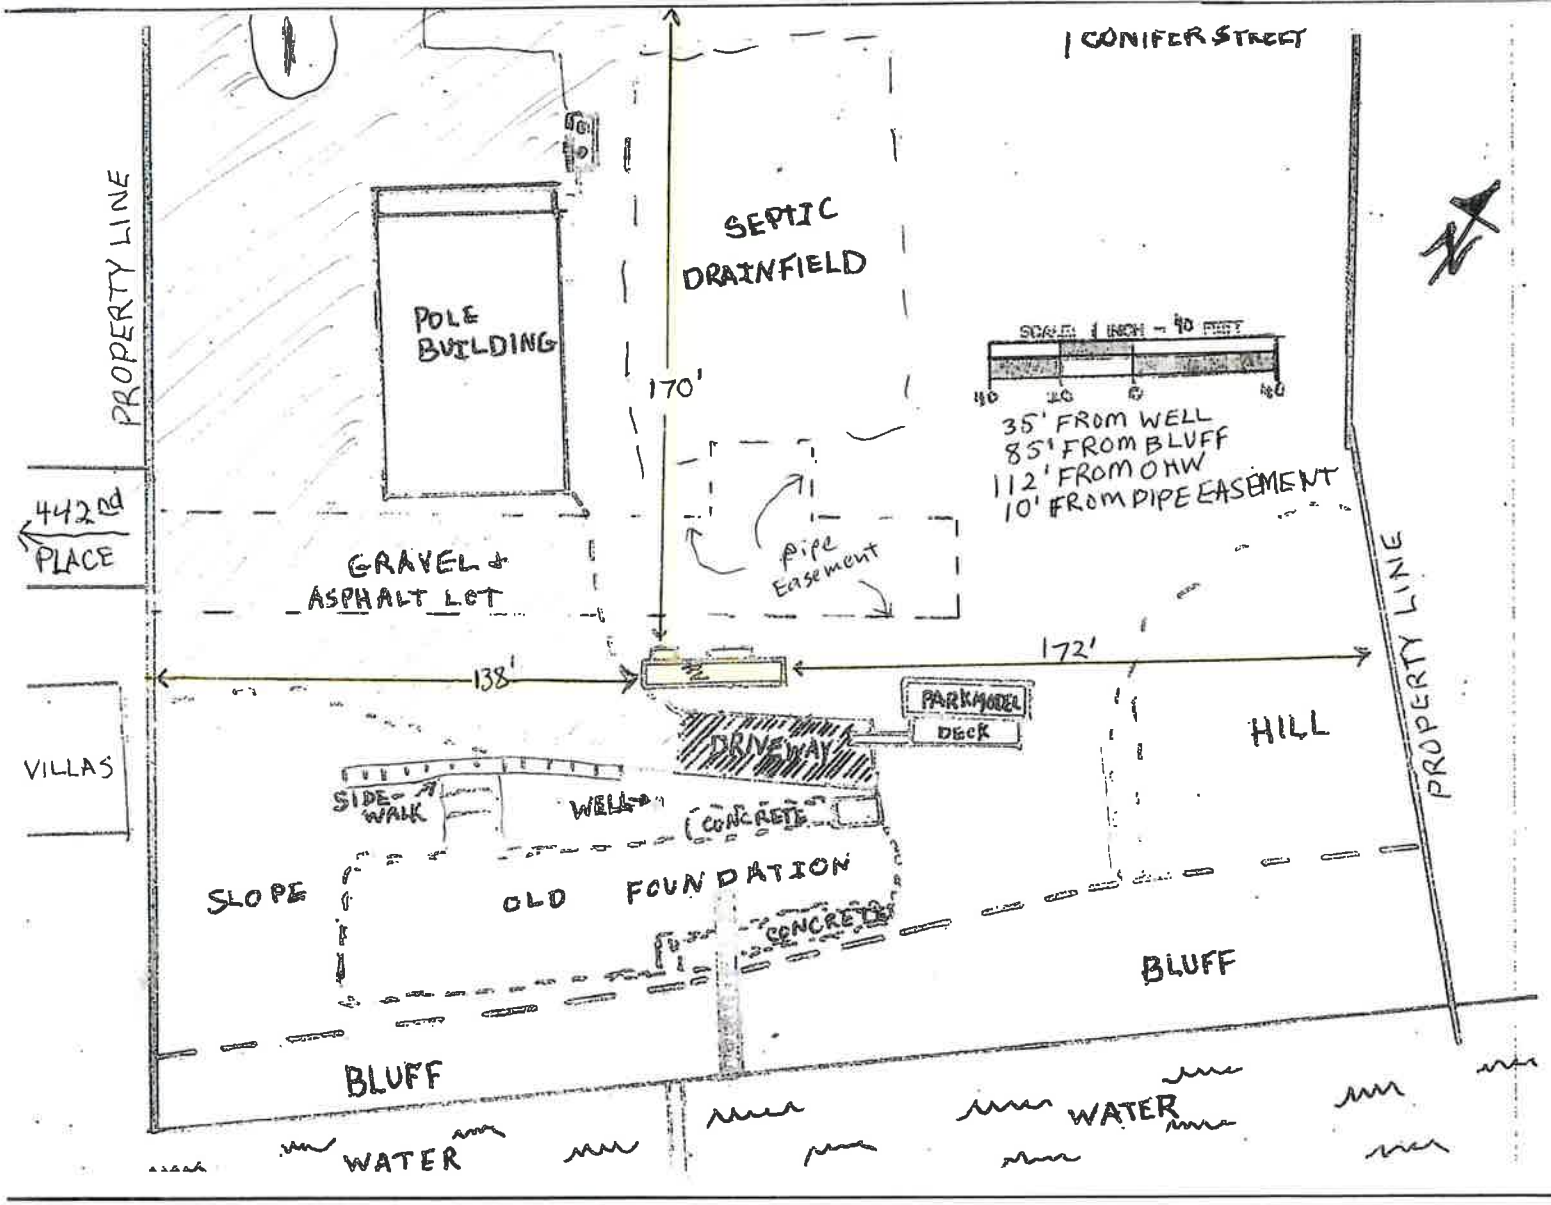 1 CONIFER STREET
PROPERTY LINE
SEPTIC
DRAINFIELD
N
POLE
BUILDING
SCALE 1 INCH - 40 FEET
40 20 0 40
170'
35' FROM WELL
85' FROM BLUFF
112' FROM OHW
10' FROM PIPE EASEMENT
442nd
PLACE
GRAVEL +
ASPHALT LOT
pipe
Easement
PROPERTY LINE
138'
172'
PARKMODEL
DECK
HILL
DRIVEWAY
VILLAS
SIDE-
WALK
WELL
CONCRETE
SLOPE
OLD FOUNDATION
CONCRETE
BLUFF
BLUFF
WATER
WATER